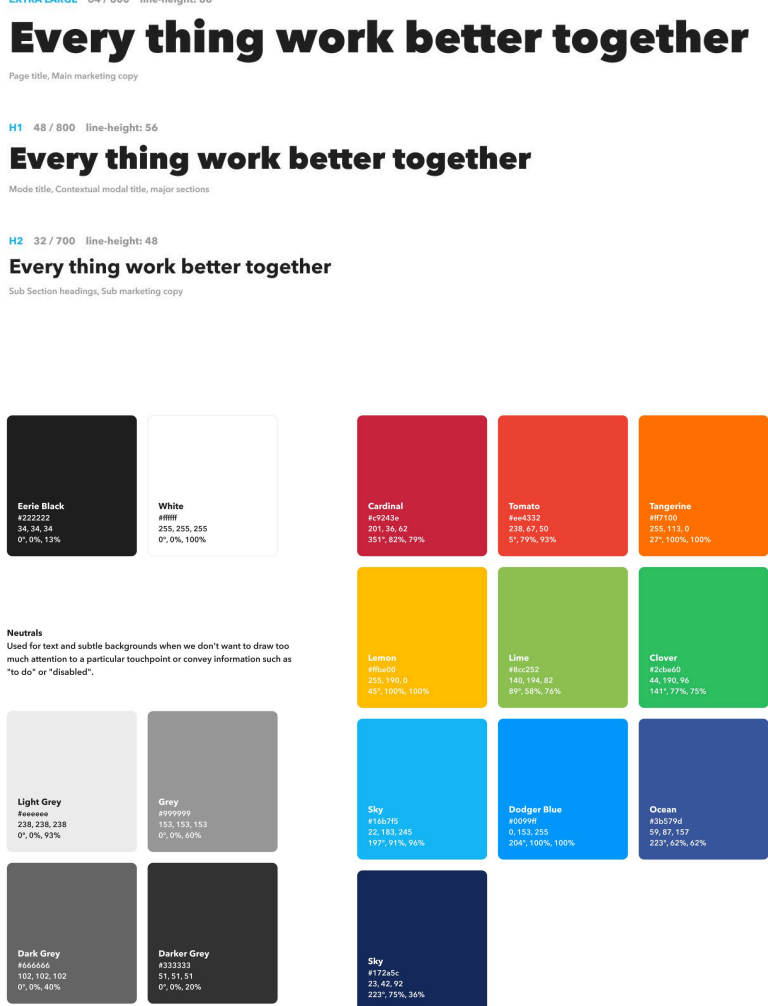 EXTRA LARGE 64 / 800 line-height: 80
Every thing work better together
Page title, Main marketing copy
H1 48 / 800 line-height: 56
Every thing work better together
Mode title, Contextual modal title, major sections
H2 32 / 700 line-height: 48
Every thing work better together
Sub Section headings, Sub marketing copy
Eerie Black
#222222
34, 34, 34
0°, 0%, 13%
White
#ffffff
255, 255, 255
0°, 0%, 100%
Neutrals
Used for text and subtle backgrounds when we don't want to draw too
much attention to a particular touchpoint or convey information such as
"to do" or "disabled".
Light Grey
#eeeeee
238, 238, 238
0°, 0%, 93%
Grey
#999999
153, 153, 153
0°, 0%, 60%
Dark Grey
#666666
102, 102, 102
0°, 0%, 40%
Darker Grey
#333333
51, 51, 51
0°, 0%, 20%
Cardinal
#c9243e
201, 36, 62
351°, 82%, 79%
Tomato
#ee4332
238, 67, 50
5°, 79%, 93%
Tangerine
#ff7100
255, 113, 0
27°, 100%, 100%
Lemon
#ffbe00
255, 190, 0
45°, 100%, 100%
Lime
#8cc252
140, 194, 82
89°, 58%, 76%
Clover
#2cbe60
44, 190, 96
141°, 77%, 75%
Sky
#16b7f5
22, 183, 245
197°, 91%, 96%
Dodger Blue
#0099ff
0, 153, 255
204°, 100%, 100%
Ocean
#3b579d
59, 87, 157
223°, 62%, 62%
Sky
#172a5c
23, 42, 92
223°, 75%, 36%